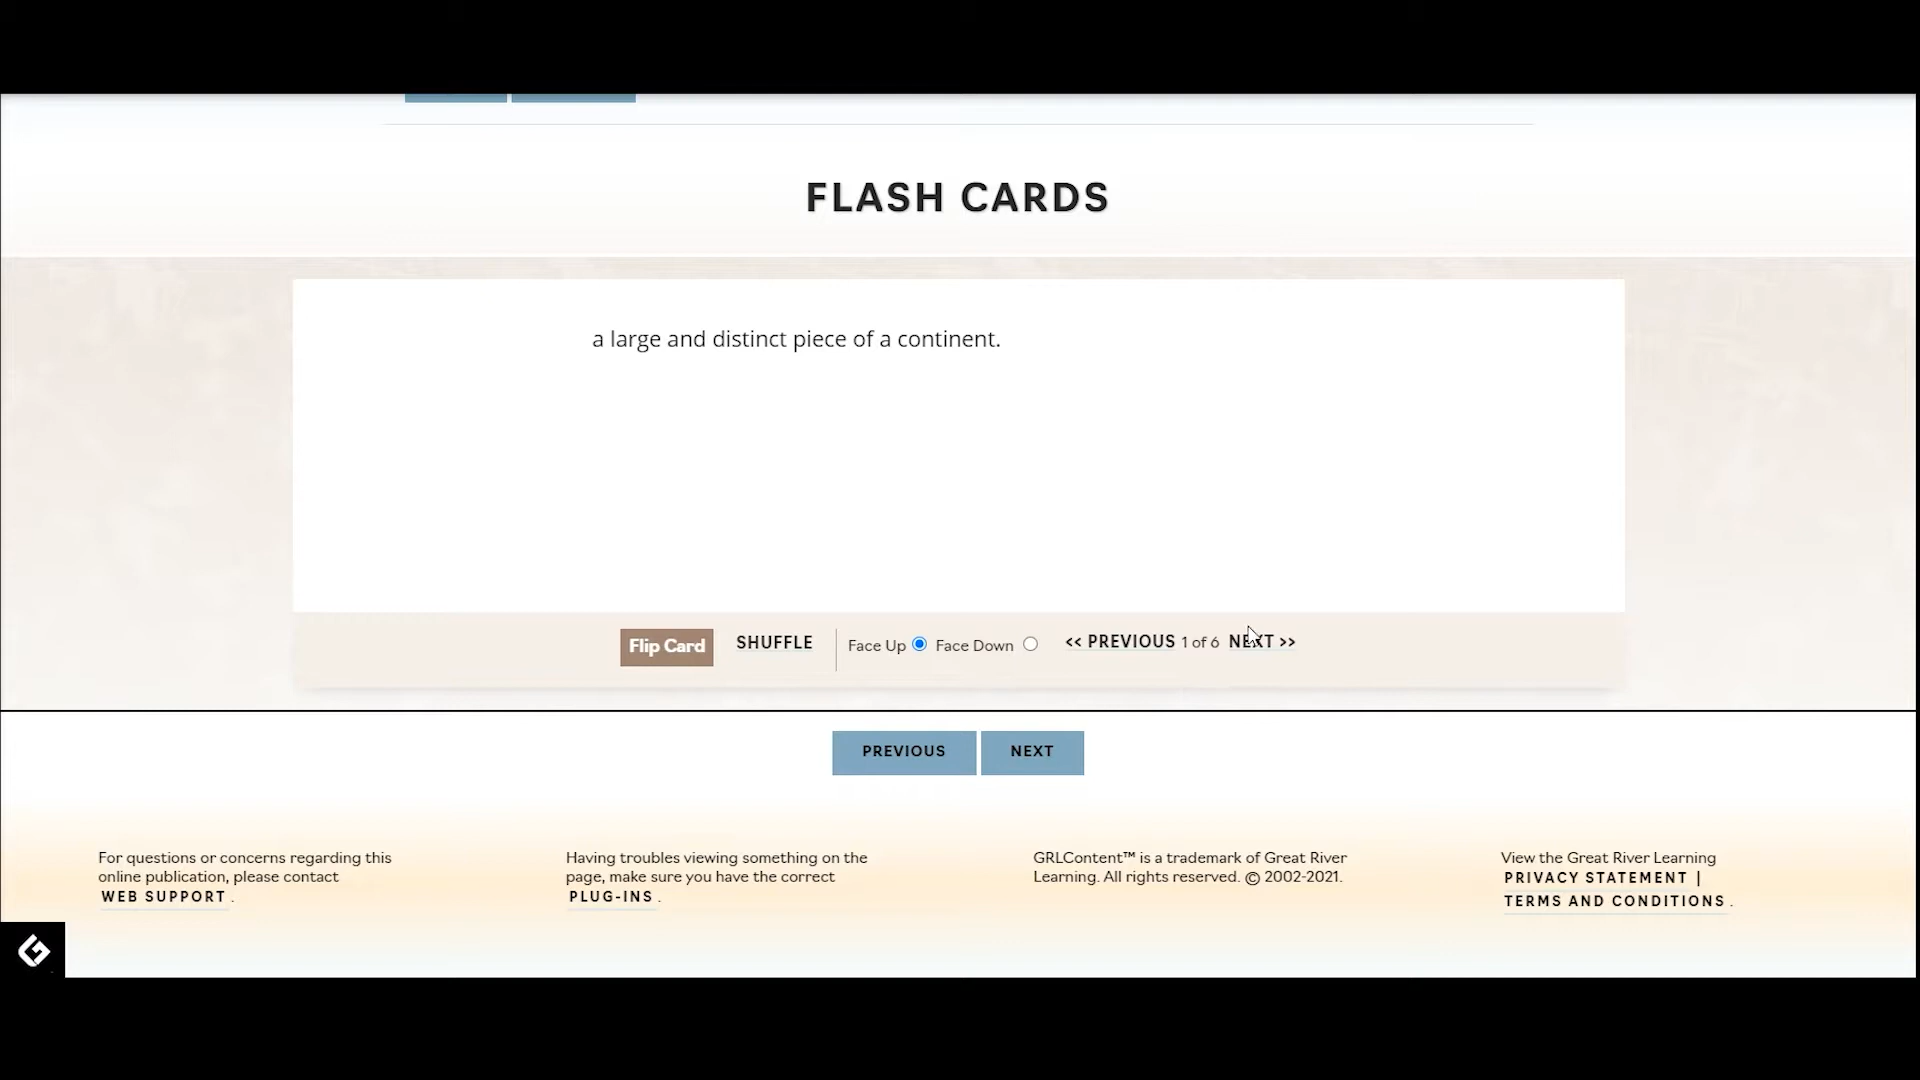 FLASH CARDS
a large and distinct piece of a continent.
Flip Card SHUFFLE Face Up Face Down << PREVIOUS 1 of 6 NEXT >>
PREVIOUS NEXT
For questions or concerns regarding this
online publication, please contact
WEB SUPPORT .
Having troubles viewing something on the
page, make sure you have the correct
PLUG-INS .
GRLContent™ is a trademark of Great River
Learning. All rights reserved. © 2002-2021.
View the Great River Learning
PRIVACY STATEMENT |
TERMS AND CONDITIONS .